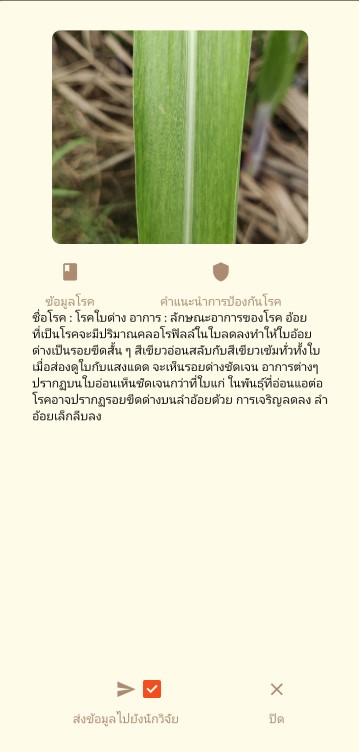 ข้อมูลโรค
คำแนะนำการป้องกันโรค
ชื่อโรค : โรคใบด่าง อาการ : ลักษณะอาการของโรค อ้อย
ที่เป็นโรคจะมีปริมาณคลอโรฟิลล์ในใบลดลงทำให้ใบอ้อย
ด่างเป็นรอยขีดสั้น ๆ สีเขียวอ่อนสลับกับสีเขียวเข้มทั่วทั้งใบ
เมื่อส่องดูใบกับแสงแดด จะเห็นรอยด่างชัดเจน อาการต่างๆ
ปรากฏบนใบอ่อนเห็นชัดเจนกว่าที่ใบแก่ ในพันธุ์ที่อ่อนแอต่อ
โรคอาจปรากฏรอยขีดด่างบนลำอ้อยด้วย การเจริญลดลง ลำ
อ้อยเล็กลีบลง
ส่งข้อมูลไปยังนักวิจัย
ปิด